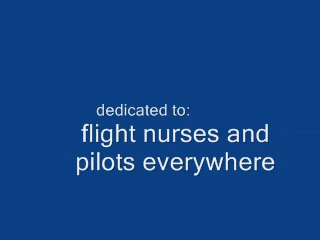 dedicated to:
flight nurses and
pilots everywhere